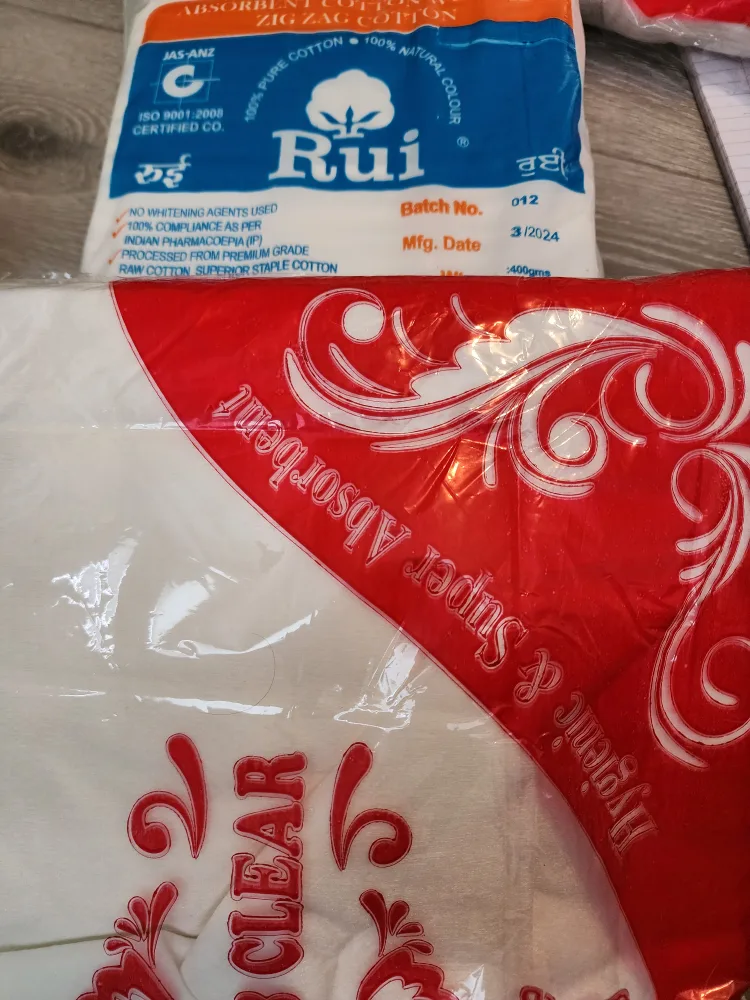 ABSORBENT COTTON
ZIG ZAG COTTON
JAS-ANZ
G
ISO 9001:2008
CERTIFIED CO.
100% PURE COTTON ● 100% NATURAL COLOUR
Rui ®
रुई
ਰੂਈ
NO WHITENING AGENTS USED
100% COMPLIANCE AS PER
INDIAN PHARMACOEPIA (IP)
PROCESSED FROM PREMIUM GRADE
RAW COTTON SUPERIOR STAPLE COTTON
Batch No. 012
Mfg. Date 3/2024
:400gms
Hygienic & Super Absorbent
CLEAR